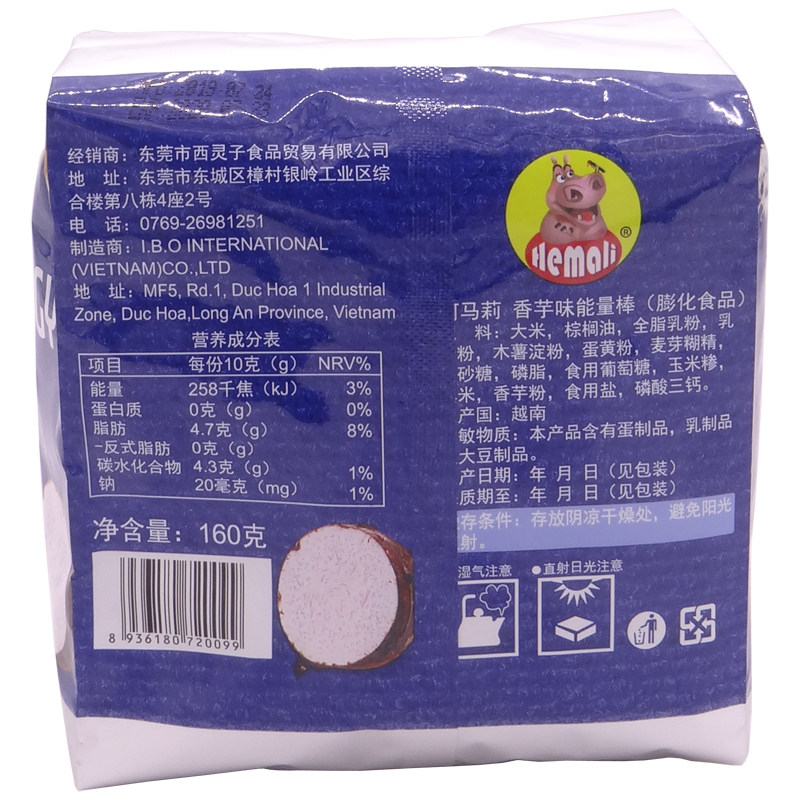 2019 07 24
经销商：东莞市西灵子食品贸易有限公司
地 址：东莞市东城区樟村银岭工业区综
合楼第八栋4座2号
电 话：0769-26981251
制造商：I.B.O INTERNATIONAL
(VIETNAM)CO.,LTD
地 址：MF5, Rd.1, Duc Hoa 1 Industrial
Zone, Duc Hoa,Long An Province, Vietnam
营养成分表
项目 每份10克（g） NRV%
能量 258千焦（kJ） 3%
蛋白质 0克（g） 0%
脂肪 4.7克（g） 8%
-反式脂肪 0克（g）
碳水化合物 4.3克（g） 1%
钠 20毫克（mg） 1%
净含量：160克
8 936180 720099
GY
Hemali ®
马莉 香芋味能量棒（膨化食品）
料：大米，棕榈油，全脂乳粉，乳
粉，木薯淀粉，蛋黄粉，麦芽糊精，
砂糖，磷脂，食用葡萄糖，玉米糁，
米，香芋粉，食用盐，磷酸三钙。
产国：越南
敏物质：本产品含有蛋制品，乳制品
大豆制品。
产日期：年 月 日（见包装）
质期至：年 月 日（见包装）
存条件：存放阴凉干燥处，避免阳光
射。
湿气注意 ●直射日光注意